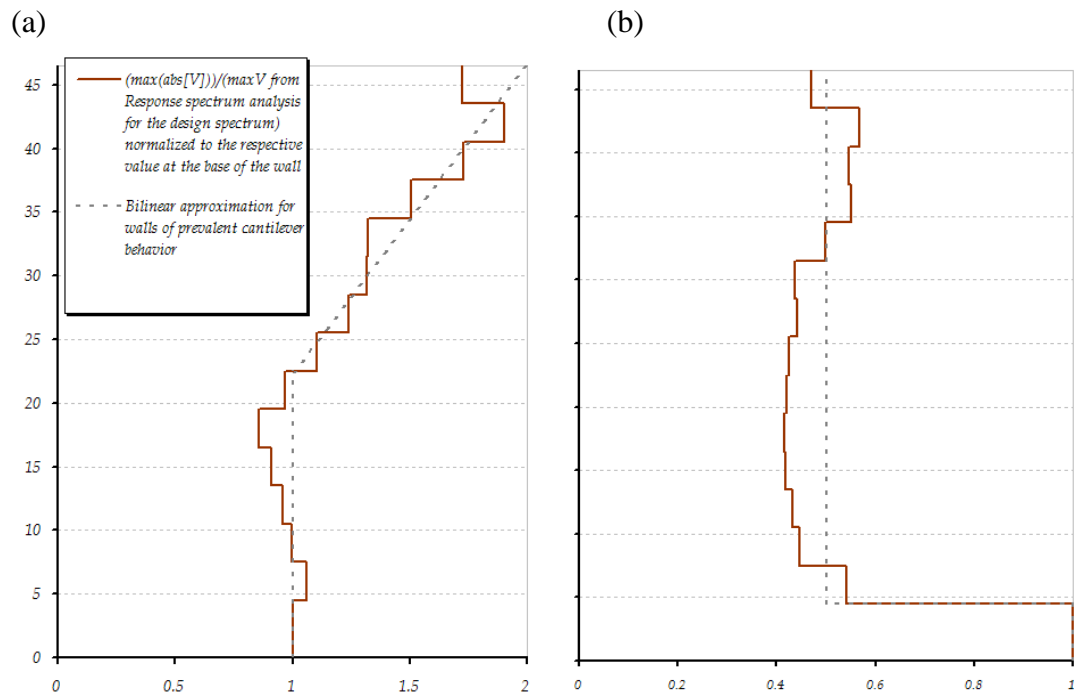 (a)
(b)
(max(abs[V]))/(maxV from
Response spectrum analysis
for the design spectrum)
normalized to the respective
value at the base of the wall
Bilinear approximation for
walls of prevalent cantilever
behavior
45
40
35
30
25
20
15
10
5
0
0 0.5 1 1.5 2
0 0.2 0.4 0.6 0.8 1